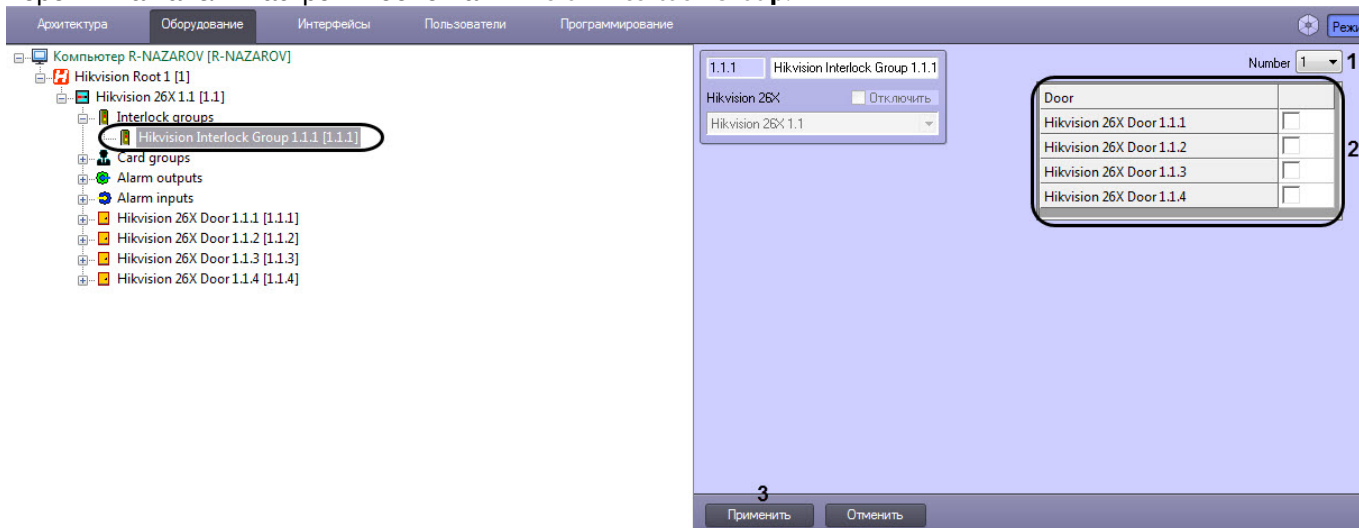 Архитектура Оборудование Интерфейсы Пользователи Программирование
Компьютер R-NAZAROV [R-NAZAROV]
Hikvision Root 1 [1]
Hikvision 26X 1.1 [1.1]
Interlock groups
Hikvision Interlock Group 1.1.1 [1.1.1]
Card groups
Alarm outputs
Alarm inputs
Hikvision 26X Door 1.1.1 [1.1.1]
Hikvision 26X Door 1.1.2 [1.1.2]
Hikvision 26X Door 1.1.3 [1.1.3]
Hikvision 26X Door 1.1.4 [1.1.4]
1.1.1 Hikvision Interlock Group 1.1.1
Hikvision 26X Отключить
Hikvision 26X 1.1
Number 1 1
Door
Hikvision 26X Door 1.1.1
Hikvision 26X Door 1.1.2
2
Hikvision 26X Door 1.1.3
Hikvision 26X Door 1.1.4
3
Применить Отменить